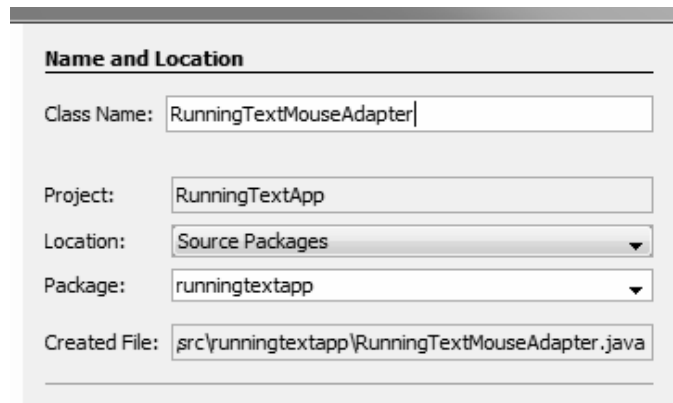 Name and Location
Class Name: RunningTextMouseAdapter
Project: RunningTextApp
Location: Source Packages
Package: runningtextapp
Created File: src\runningtextapp\RunningTextMouseAdapter.java